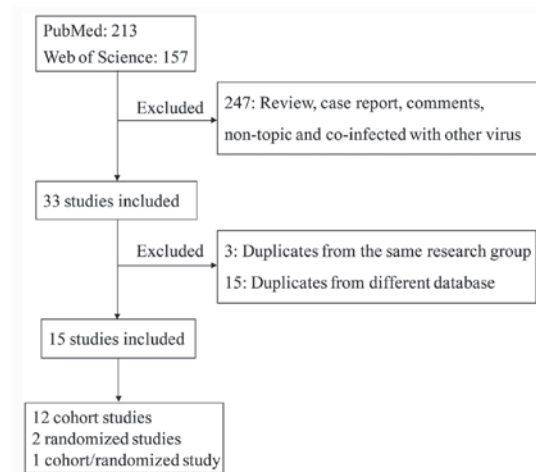 PubMed: 213
Web of Science: 157
Excluded
247: Review, case report, comments,
non-topic and co-infected with other virus
33 studies included
Excluded
3: Duplicates from the same research group
15: Duplicates from different database
15 studies included
12 cohort studies
2 randomized studies
1 cohort/randomized study